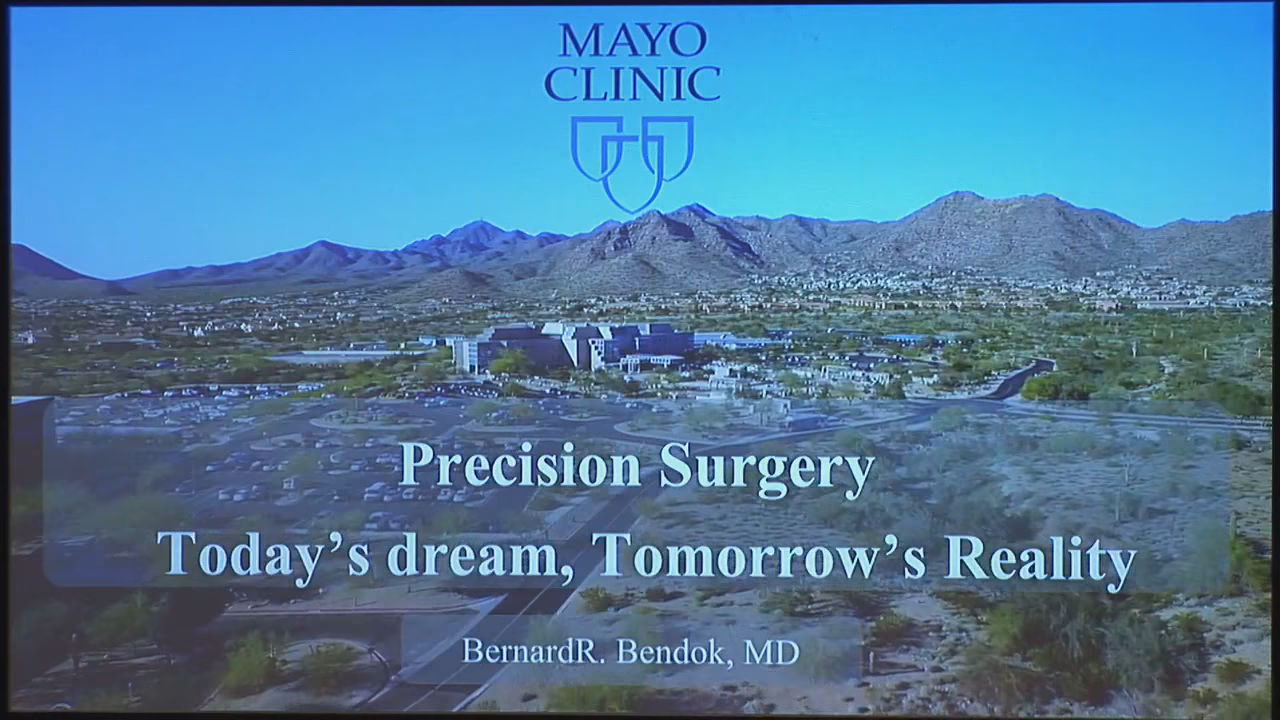 MAYO
CLINIC
Precision Surgery
Today’s dream, Tomorrow’s Reality
BernardR. Bendok, MD